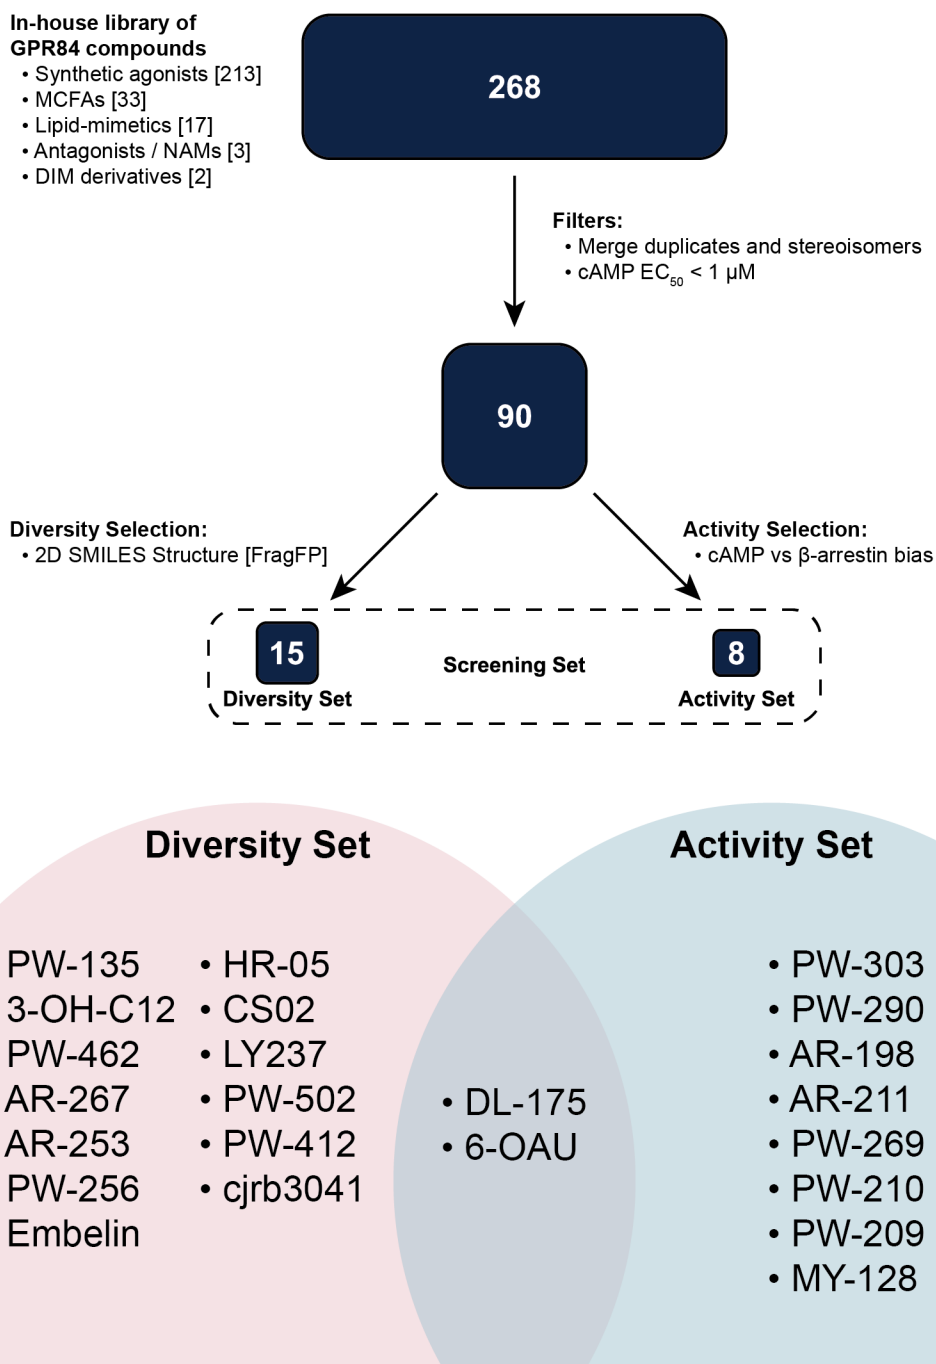 In-house library of
GPR84 compounds
• Synthetic agonists [213]
• MCFAs [33]
• Lipid-mimetics [17]
• Antagonists / NAMs [3]
• DIM derivatives [2]
268
Filters:
• Merge duplicates and stereoisomers
• cAMP EC50 < 1 µM
90
Diversity Selection:
• 2D SMILES Structure [FragFP]
Activity Selection:
• cAMP vs β-arrestin bias
15
Diversity Set
Screening Set
8
Activity Set
Diversity Set
PW-135
3-OH-C12
PW-462
AR-267
AR-253
PW-256
Embelin
• HR-05
• CS02
• LY237
• PW-502
• PW-412
• cjrb3041
• DL-175
• 6-OAU
Activity Set
• PW-303
• PW-290
• AR-198
• AR-211
• PW-269
• PW-210
• PW-209
• MY-128